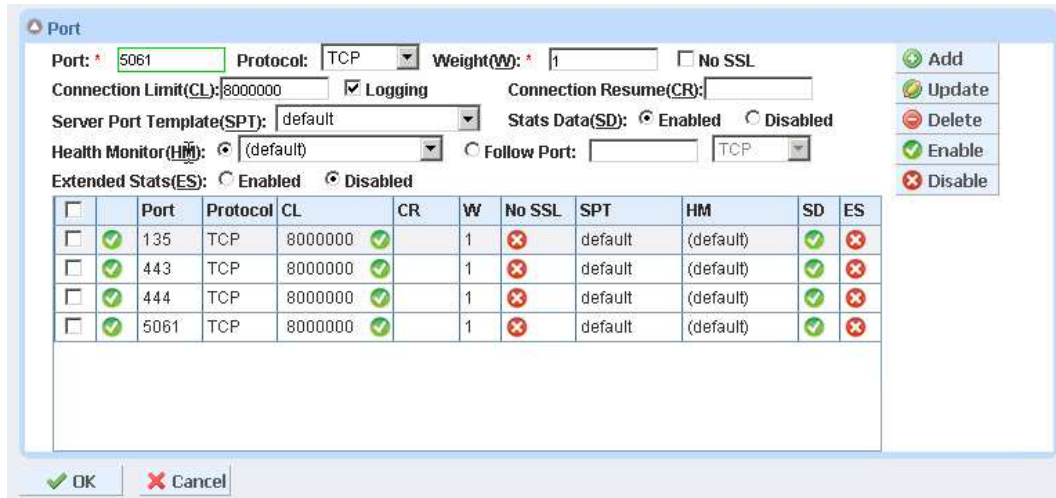 Port
Port: * 5061 Protocol: TCP Weight(W): * 1 No SSL
Connection Limit(CL): 8000000 Logging Connection Resume(CR):
Server Port Template(SPT): default Stats Data(SD): Enabled Disabled
Health Monitor(HM): (default) Follow Port: TCP
Extended Stats(ES): Enabled Disabled
Add
Update
Delete
Enable
Disable
Port Protocol CL CR W No SSL SPT HM SD ES
135 TCP 8000000 1 default (default)
443 TCP 8000000 1 default (default)
444 TCP 8000000 1 default (default)
5061 TCP 8000000 1 default (default)
OK Cancel